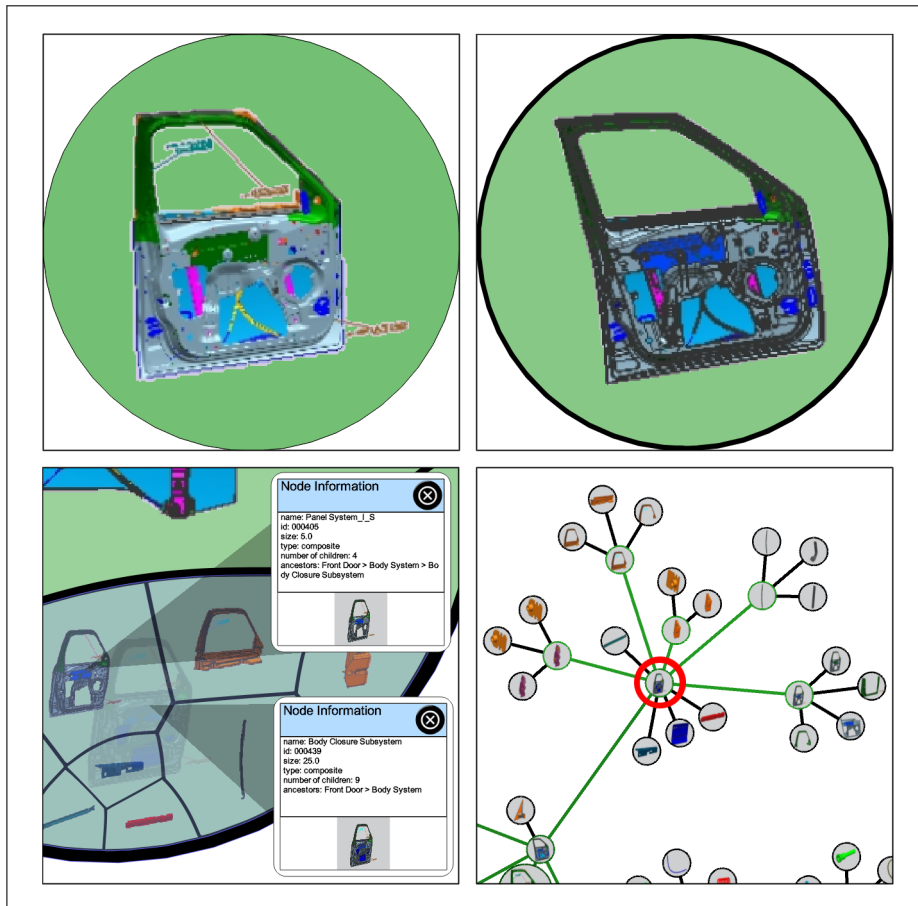 Node Information
name: Panel System_I_S
id: 000405
size: 5.0
type: composite
number of children: 4
ancestors: Front Door > Body System > Bo
dy Closure Subsystem
Node Information
name: Body Closure Subsystem
id: 000439
size: 25.0
type: composite
number of children: 9
ancestors: Front Door > Body System